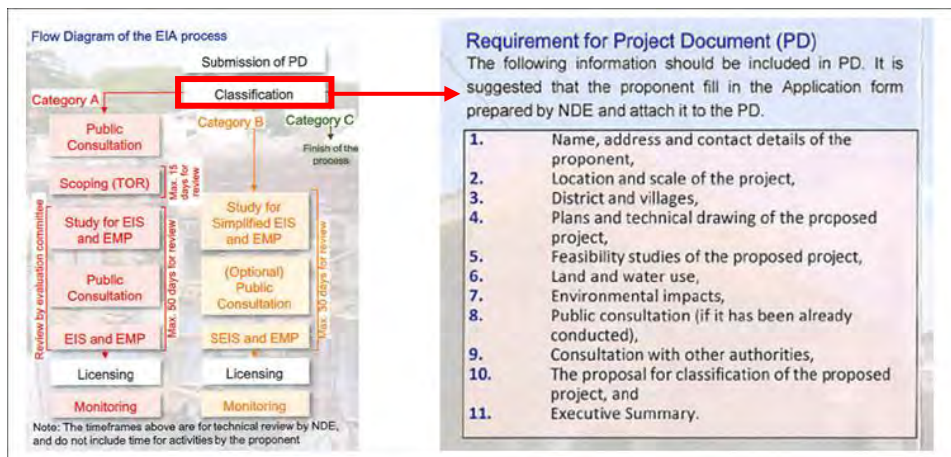 Flow Diagram of the EIA process
Submission of PD
Classification
Category A
Category B
Category C
Finish of the
process
Public
Consultation
Scoping (TOR)
Max. 15
days for
review
Study for EIS
and EMP
Public
Consultation
EIS and EMP
Review by evaluation committee
Max. 50 days for review
Licensing
Monitoring
Study for
Simplified EIS
and EMP
(Optional)
Public
Consultation
SEIS and EMP
Max. 30 days for review
Licensing
Monitoring
Note: The timeframes above are for technical review by NDE,
and do not include time for activities by the proponent
Requirement for Project Document (PD)
The following information should be included in PD. It is
suggested that the proponent fill in the Application form
prepared by NDE and attach it to the PD.
1. Name, address and contact details of the
proponent,
2. Location and scale of the project,
3. District and villages,
4. Plans and technical drawing of the proposed
project,
5. Feasibility studies of the proposed project,
6. Land and water use,
7. Environmental impacts,
8. Public consultation (if it has been already
conducted),
9. Consultation with other authorities,
10. The proposal for classification of the proposed
project, and
11. Executive Summary.